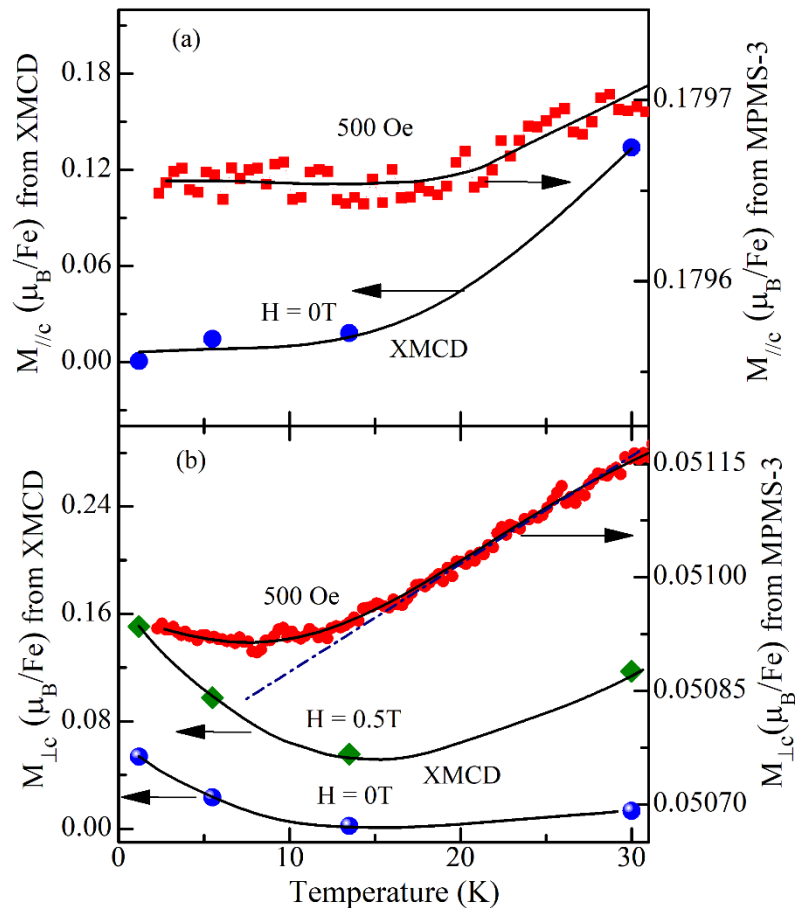 (a)
0.18
0.12
0.06
0.00
M//c (μB/Fe) from XMCD
500 Oe
H = 0T
XMCD
0.1797
0.1796
M//c (μB/Fe) from MPMS-3
(b)
0.24
0.16
0.08
0.00
M⊥c (μB/Fe) from XMCD
500 Oe
H = 0.5T
XMCD
H = 0T
0.05115
0.05100
0.05085
0.05070
M⊥c(μB/Fe) from MPMS-3
0 10 20 30
Temperature (K)